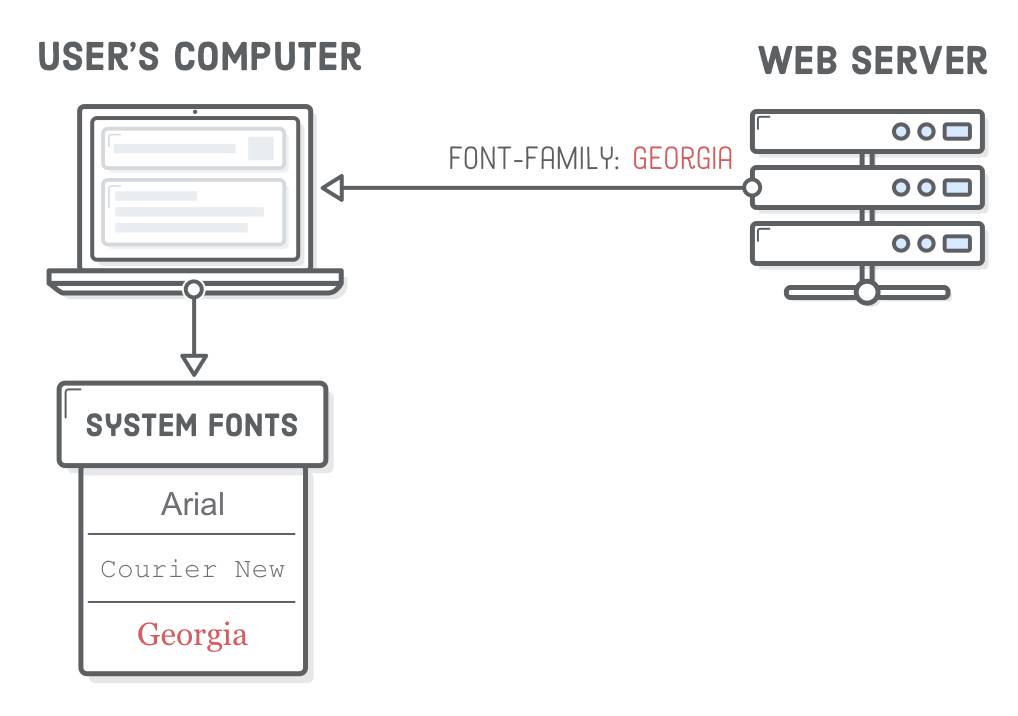 USER'S COMPUTER
WEB SERVER
FONT-FAMILY: GEORGIA
SYSTEM FONTS
Arial
Courier New
Georgia